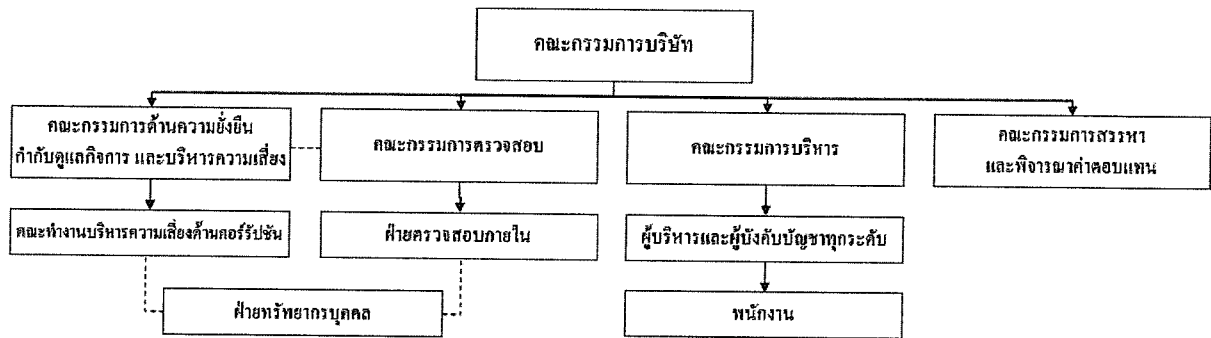 คณะกรรมการบริษัท
คณะกรรมการด้านความยั่งยืน
กำกับดูแลกิจการ และบริหารความเสี่ยง
คณะกรรมการตรวจสอบ
คณะกรรมการบริหาร
คณะกรรมการสรรหา
และพิจารณาค่าตอบแทน
คณะทำงานบริหารความเสี่ยงด้านคอร์รัปชัน
ฝ่ายตรวจสอบภายใน
ผู้บริหารและผู้บังคับบัญชาทุกระดับ
ฝ่ายทรัพยากรบุคคล
พนักงาน